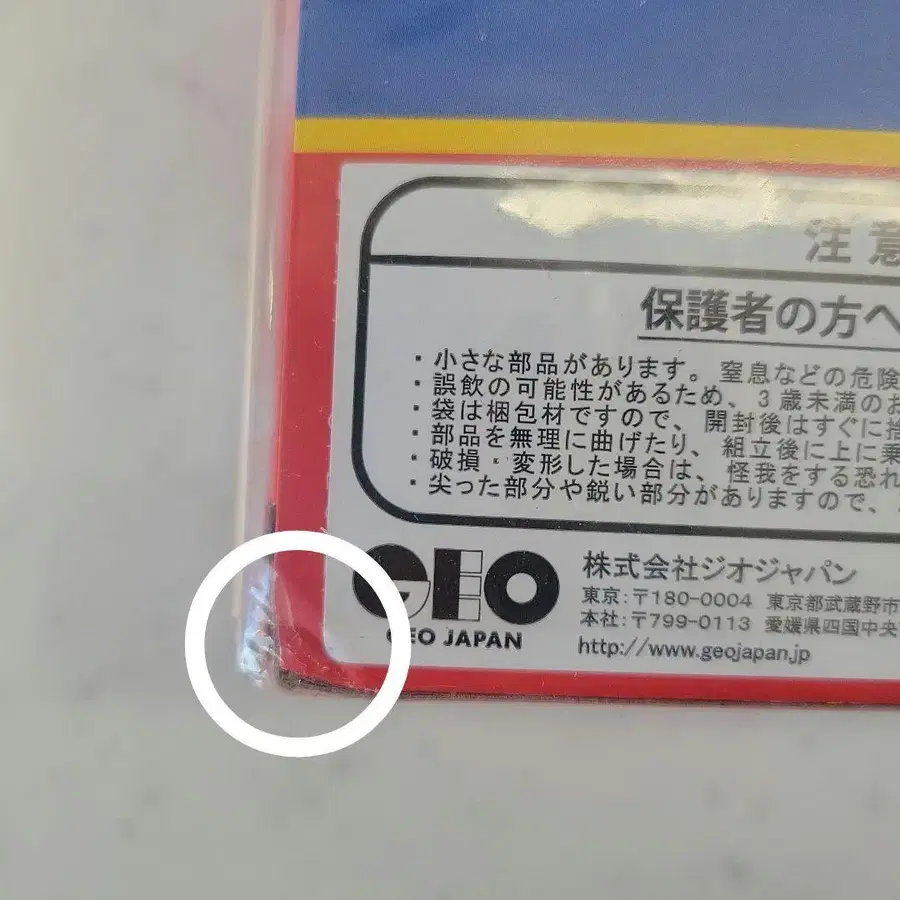 注意
保護者の方へ
・小さな部品があります。窒息などの危険
・誤飲の可能性があるため、3歳未満のお
・袋は梱包材ですので、開封後はすぐに捨
・部品を無理に曲げたり、組立後に上に乗
・破損・変形した場合は、怪我をする恐れ
・尖った部分や鋭い部分がありますので、
GEO
GEO JAPAN
株式会社ジオジャパン
東京:〒180-0004 東京都武蔵野市
本社:〒799-0113 愛媛県四国中央
http://www.geojapan.jp